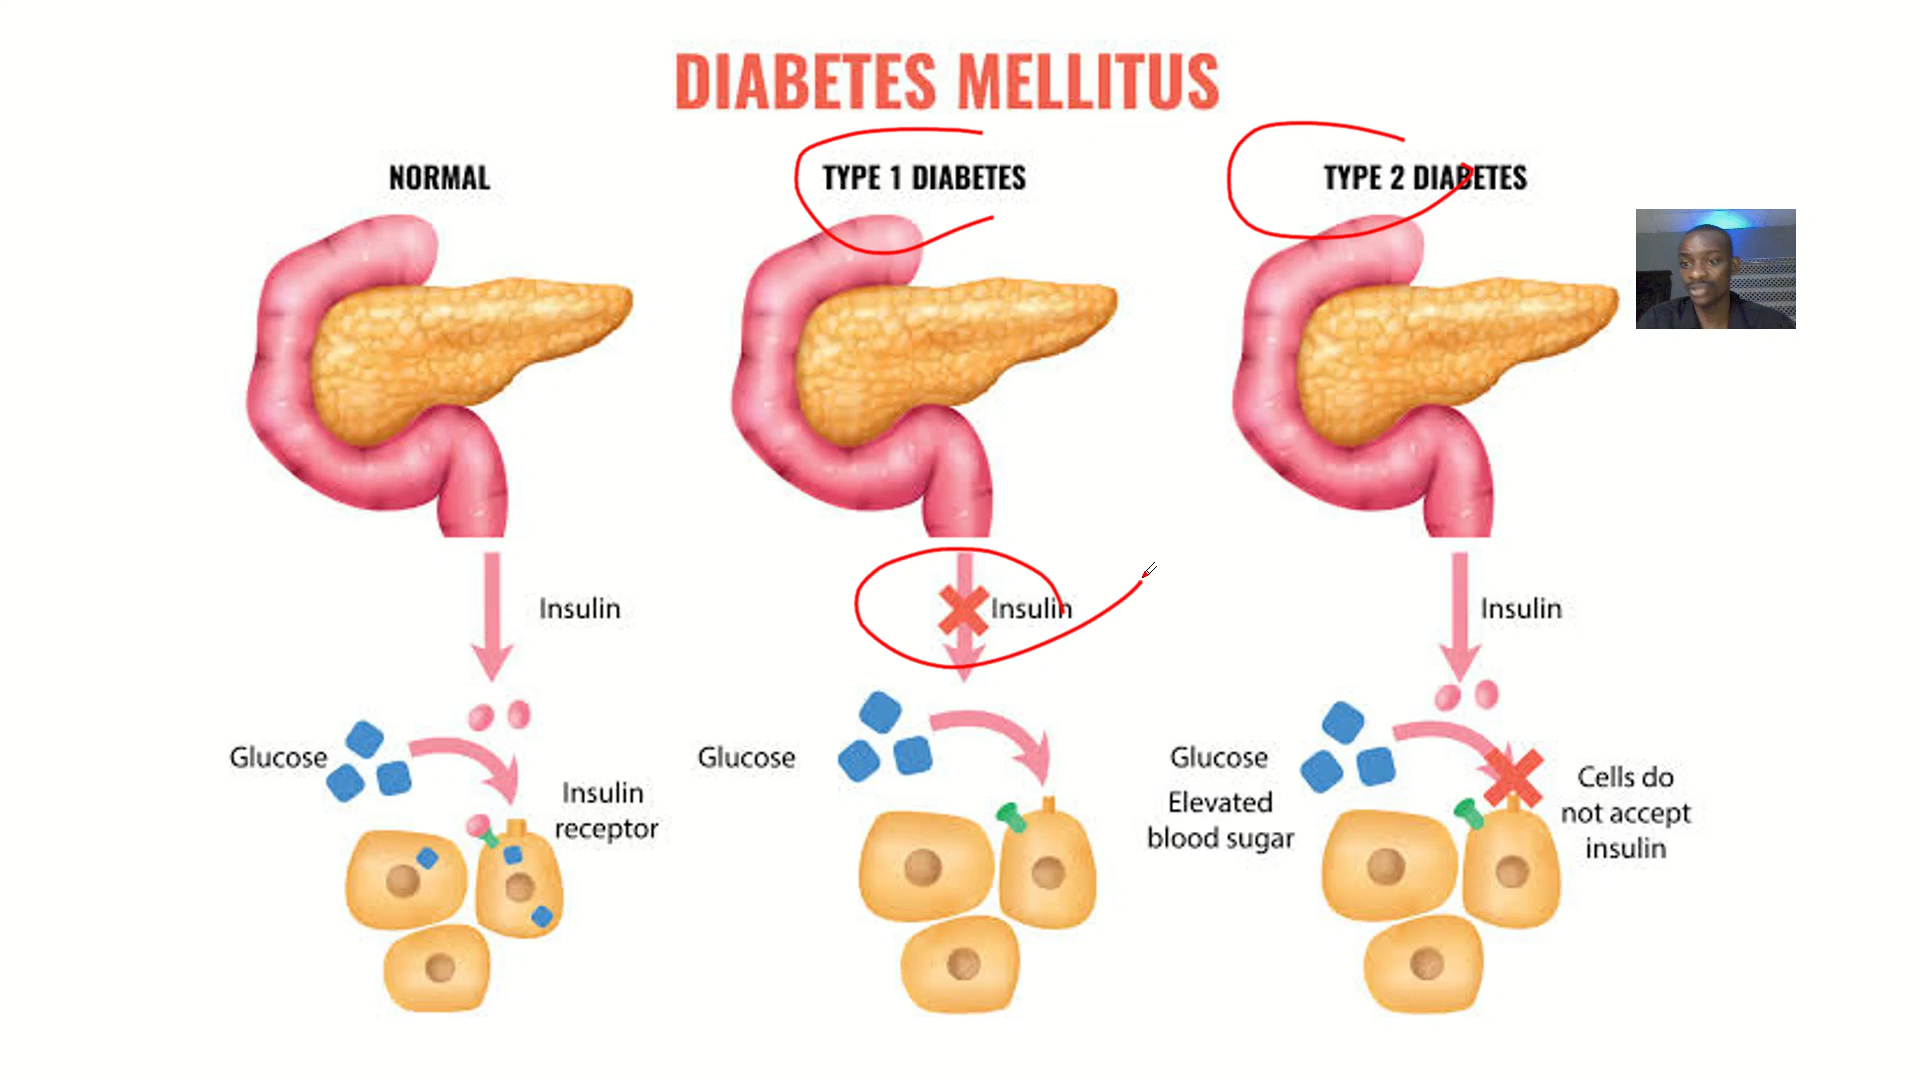 DIABETES MELLITUS
NORMAL
TYPE 1 DIABETES
TYPE 2 DIABETES
Insulin
Insulin
Insulin
Glucose
Insulin
receptor
Glucose
Glucose
Elevated
blood sugar
Cells do
not accept
insulin